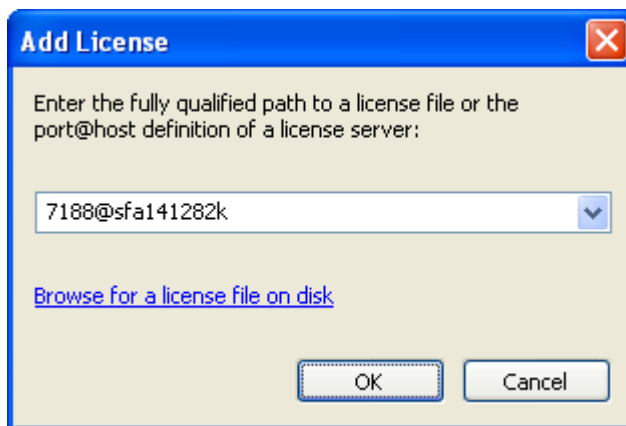 Add License
Enter the fully qualified path to a license file or the
port@host definition of a license server:
7188@sfa141282k
Browse for a license file on disk
OK Cancel